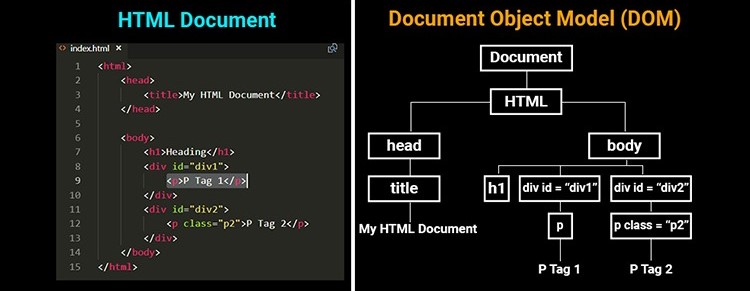 HTML Document
index.html ×
1 <html>
2 <head>
3 <title>My HTML Document</title>
4 </head>
5
6 <body>
7 <h1>Heading</h1>
8 <div id="div1">
9 <p>P Tag 1</p>
10 </div>
11 <div id="div2">
12 <p class="p2">P Tag 2</p>
13 </div>
14 </body>
15 </html>
Document Object Model (DOM)
Document
HTML
head
body
title
h1
div id = “div1”
div id = “div2”
My HTML Document
p
p class = “p2”
P Tag 1
P Tag 2